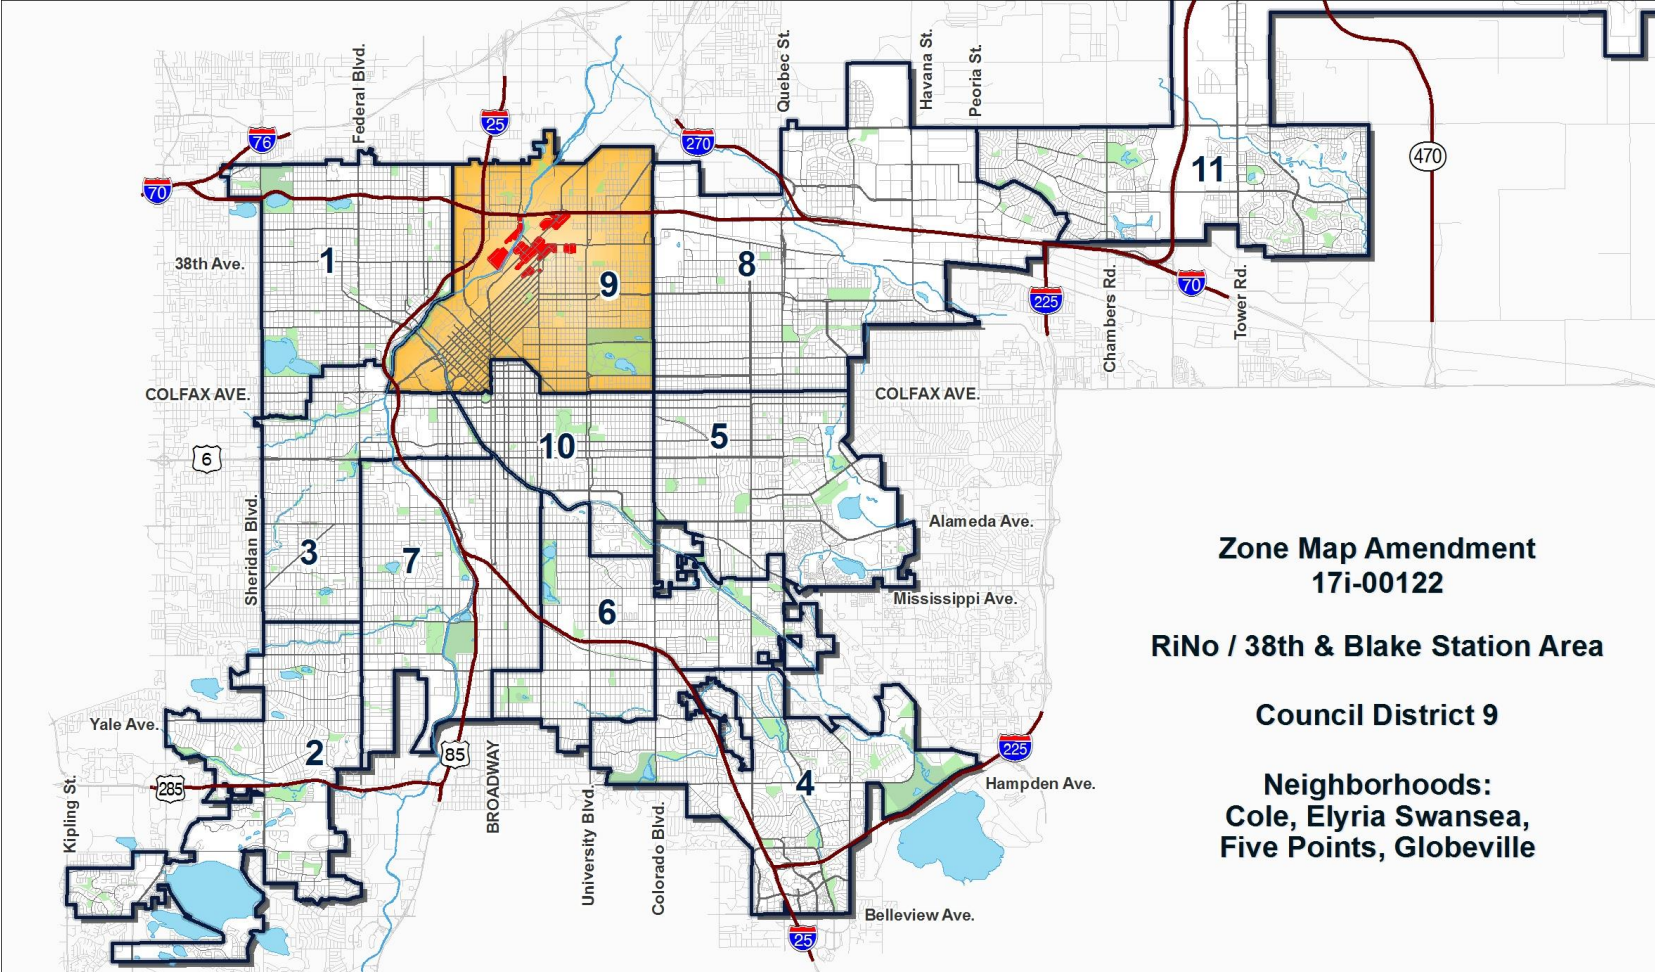 Federal Blvd.
Quebec St.
Havana St.
Peoria St.
76
25
270
70
470
11
1
38th Ave.
9
8
225
70
Chambers Rd.
Tower Rd.
COLFAX AVE.
COLFAX AVE.
6
10
5
Sheridan Blvd.
Alameda Ave.
3
7
6
Mississippi Ave.
Zone Map Amendment
17i-00122
RiNo / 38th & Blake Station Area
Council District 9
Neighborhoods:
Cole, Elyria Swansea,
Five Points, Globeville
Yale Ave.
2
85
285
Kipling St.
BROADWAY
University Blvd.
Colorado Blvd.
4
225
Hampden Ave.
Belleview Ave.
25